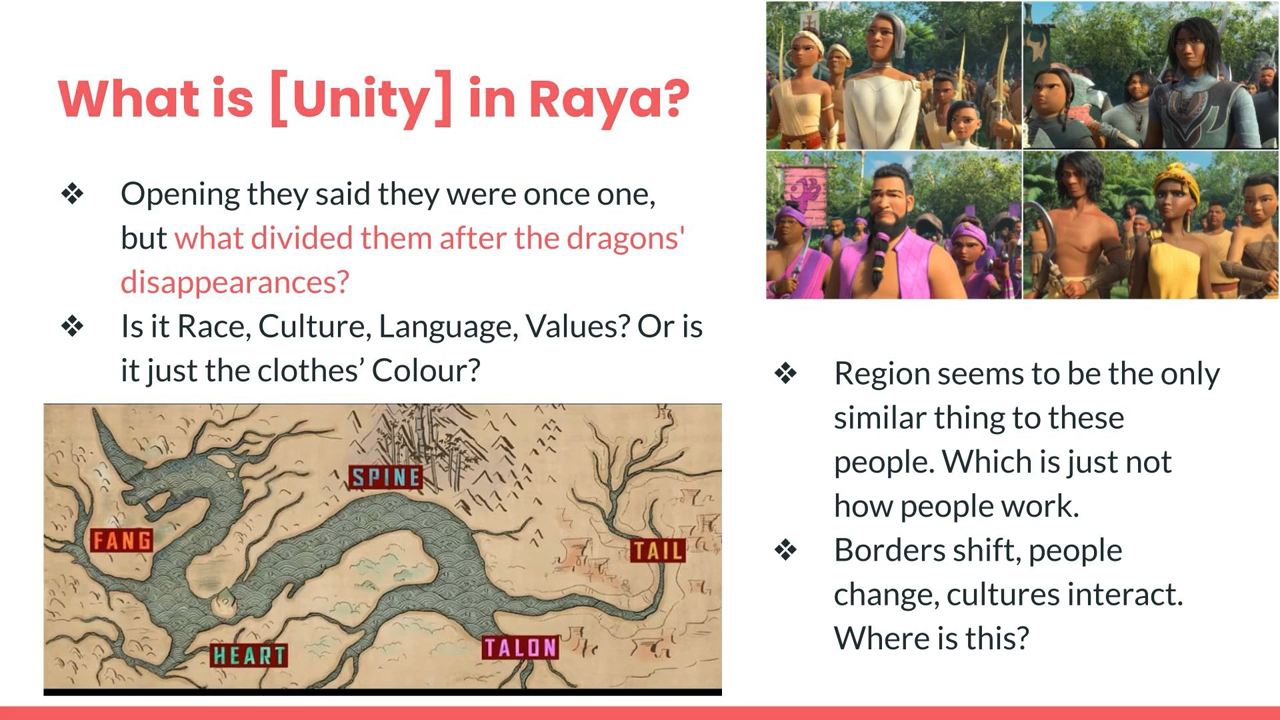 What is [Unity] in Raya?
❖ Opening they said they were once one,
but what divided them after the dragons'
disappearances?
❖ Is it Race, Culture, Language, Values? Or is
it just the clothes’ Colour?
SPINE
FANG
TAIL
HEART
TALON
❖ Region seems to be the only
similar thing to these
people. Which is just not
how people work.
❖ Borders shift, people
change, cultures interact.
Where is this?